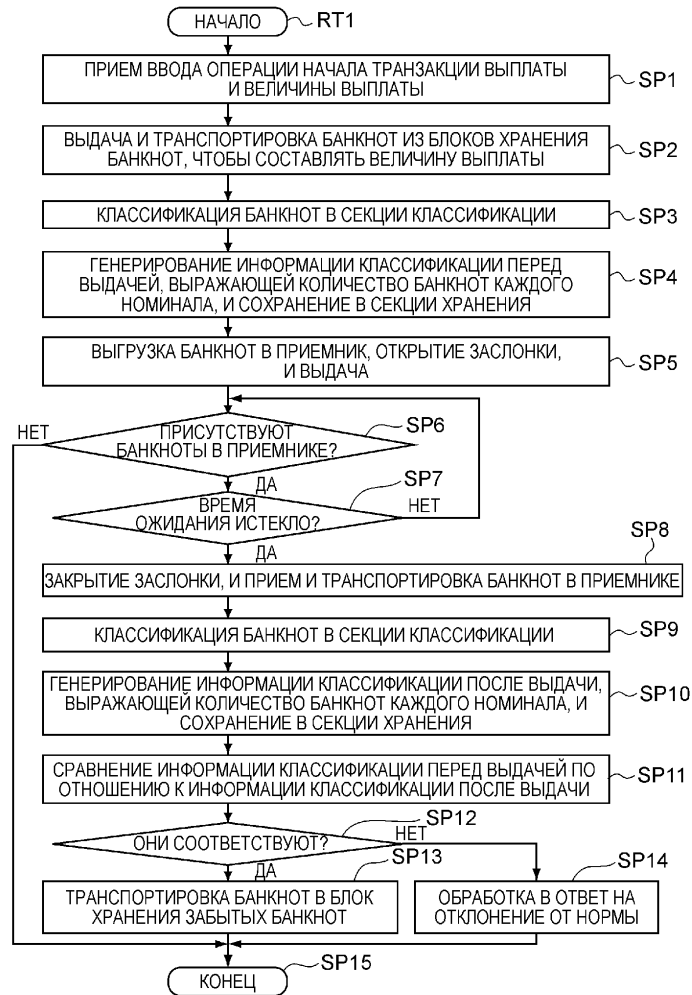 НАЧАЛО RT1
ПРИЕМ ВВОДА ОПЕРАЦИИ НАЧАЛА ТРАНЗАКЦИИ ВЫПЛАТЫ
И ВЕЛИЧИНЫ ВЫПЛАТЫ
SP1
ВЫДАЧА И ТРАНСПОРТИРОВКА БАНКНОТ ИЗ БЛОКОВ ХРАНЕНИЯ
БАНКНОТ, ЧТОБЫ СОСТАВЛЯТЬ ВЕЛИЧИНУ ВЫПЛАТЫ
SP2
КЛАССИФИКАЦИЯ БАНКНОТ В СЕКЦИИ КЛАССИФИКАЦИИ
SP3
ГЕНЕРИРОВАНИЕ ИНФОРМАЦИИ КЛАССИФИКАЦИИ ПЕРЕД
ВЫДАЧЕЙ, ВЫРАЖАЮЩЕЙ КОЛИЧЕСТВО БАНКНОТ КАЖДОГО
НОМИНАЛА, И СОХРАНЕНИЕ В СЕКЦИИ ХРАНЕНИЯ
SP4
ВЫГРУЗКА БАНКНОТ В ПРИЕМНИК, ОТКРЫТИЕ ЗАСЛОНКИ,
И ВЫДАЧА
SP5
НЕТ
ПРИСУТСТВУЮТ
БАНКНОТЫ В ПРИЕМНИКЕ?
SP6
ДА
SP7
ВРЕМЯ
ОЖИДАНИЯ ИСТЕКЛО?
НЕТ
ДА
SP8
ЗАКРЫТИЕ ЗАСЛОНКИ, И ПРИЕМ И ТРАНСПОРТИРОВКА БАНКНОТ В ПРИЕМНИКЕ
КЛАССИФИКАЦИЯ БАНКНОТ В СЕКЦИИ КЛАССИФИКАЦИИ
SP9
ГЕНЕРИРОВАНИЕ ИНФОРМАЦИИ КЛАССИФИКАЦИИ ПОСЛЕ ВЫДАЧИ,
ВЫРАЖАЮЩЕЙ КОЛИЧЕСТВО БАНКНОТ КАЖДОГО НОМИНАЛА, И
СОХРАНЕНИЕ В СЕКЦИИ ХРАНЕНИЯ
SP10
СРАВНЕНИЕ ИНФОРМАЦИИ КЛАССИФИКАЦИИ ПЕРЕД ВЫДАЧЕЙ ПО
ОТНОШЕНИЮ К ИНФОРМАЦИИ КЛАССИФИКАЦИИ ПОСЛЕ ВЫДАЧИ
SP11
ОНИ СООТВЕТСТВУЮТ?
SP12
НЕТ
ДА
SP13
ТРАНСПОРТИРОВКА БАНКНОТ В БЛОК
ХРАНЕНИЯ ЗАБЫТЫХ БАНКНОТ
SP14
ОБРАБОТКА В ОТВЕТ НА
ОТКЛОНЕНИЕ ОТ НОРМЫ
КОНЕЦ SP15